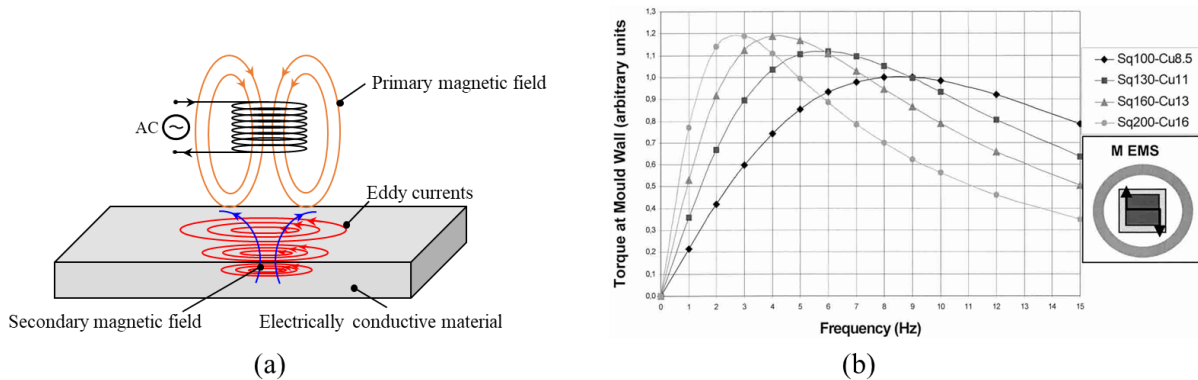 Primary magnetic field
AC
Eddy currents
Secondary magnetic field
Electrically conductive material
(a)
Torque at Mould Wall (arbitrary units
1,3
1,2
1,1
1,0
0,9
0,8
0,7
0,6
0,5
0,4
0,3
0,2
0,1
0,0
0 1 2 3 4 5 6 7 8 9 10 11 12 13 14 15
Frequency (Hz)
Sq100-Cu8.5
Sq130-Cu11
Sq160-Cu13
Sq200-Cu16
M EMS
(b)